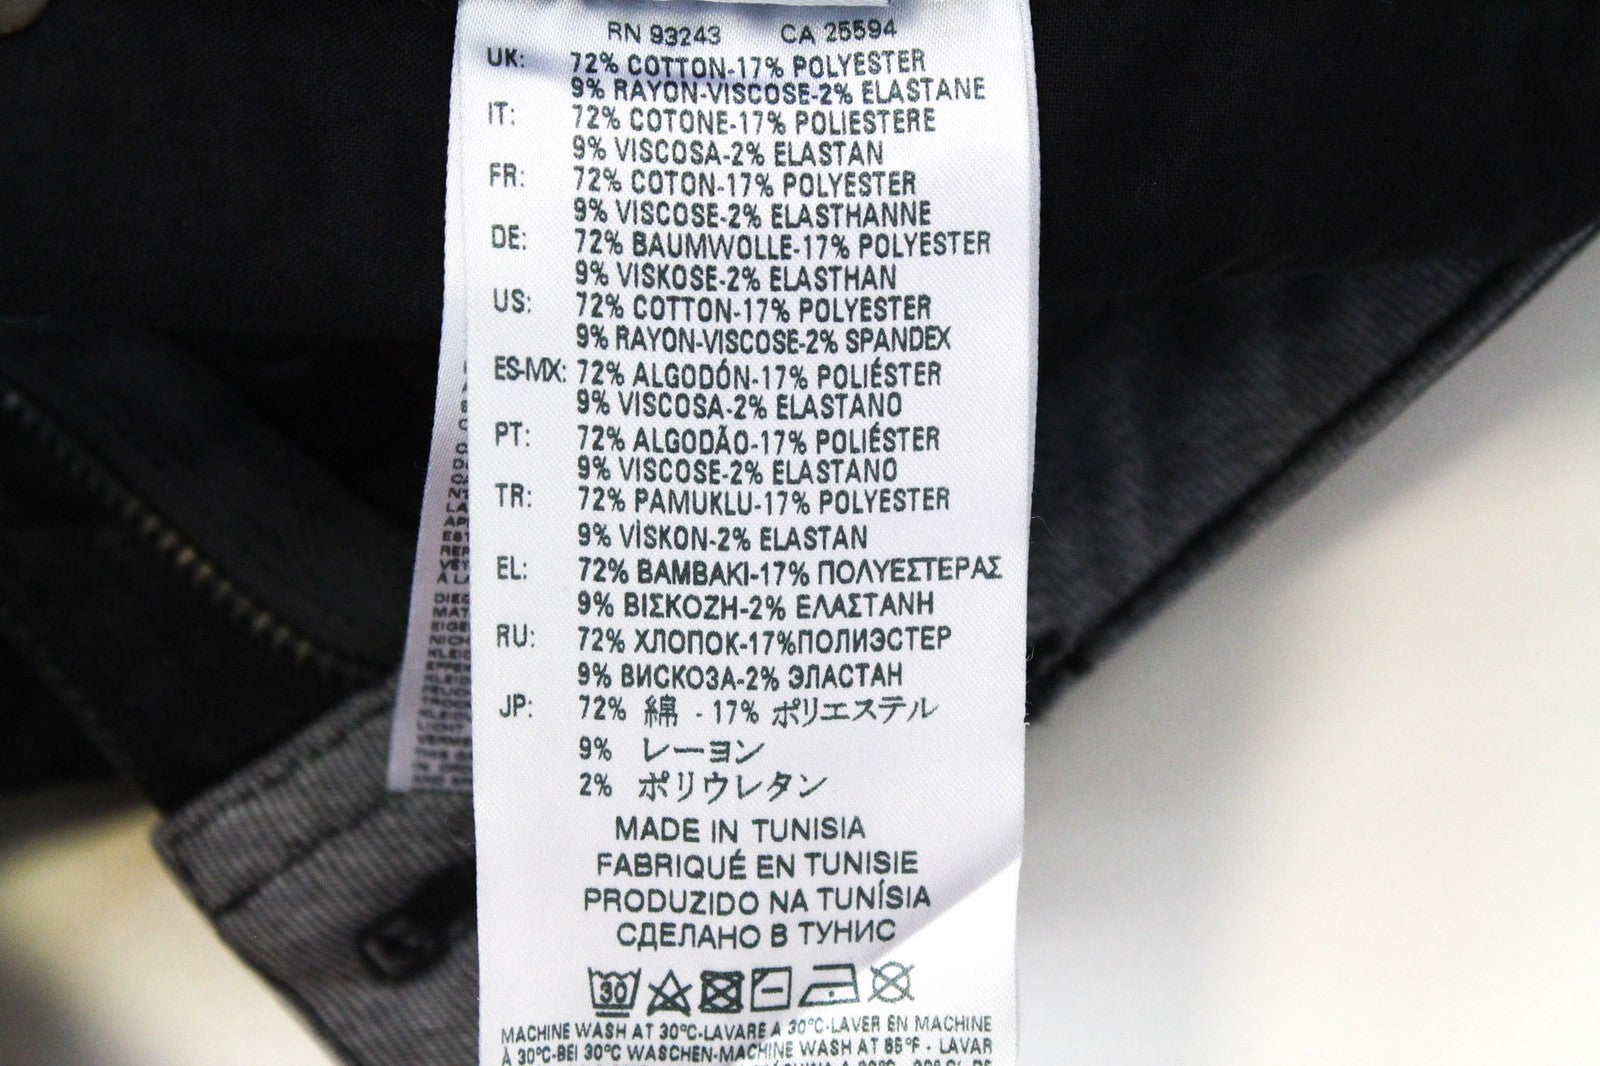 RN 93243 CA 25594
UK: 72% COTTON-17% POLYESTER
9% RAYON-VISCOSE-2% ELASTANE
IT: 72% COTONE-17% POLIESTERE
9% VISCOSA-2% ELASTAN
FR: 72% COTON-17% POLYESTER
9% VISCOSE-2% ELASTHANNE
DE: 72% BAUMWOLLE-17% POLYESTER
9% VISKOSE-2% ELASTHAN
US: 72% COTTON-17% POLYESTER
9% RAYON-VISCOSE-2% SPANDEX
ES-MX: 72% ALGODÓN-17% POLIÉSTER
9% VISCOSA-2% ELASTANO
PT: 72% ALGODÃO-17% POLIÉSTER
9% VISCOSE-2% ELASTANO
TR: 72% PAMUKLU-17% POLYESTER
9% VİSKON-2% ELASTAN
EL: 72% ΒΑΜΒΑΚΙ-17% ΠΟΛΥΕΣΤΕΡΑΣ
9% ΒΙΣΚΟΖΗ-2% ΕΛΑΣΤΑΝΗ
RU: 72% ХЛОПОК-17%ПОЛИЭСТЕР
9% ВИСКОЗА-2% ЭЛАСТАН
JP: 72% 綿 - 17% ポリエステル
9% レーヨン
2% ポリウレタン
MADE IN TUNISIA
FABRIQUÉ EN TUNISIE
PRODUZIDO NA TUNÍSIA
СДЕЛАНО В ТУНИС
30
MACHINE WASH AT 30°C-LAVARE A 30°C-LAVER EN MACHINE
À 30°C-BEI 30°C WASCHEN-MACHINE WASH AT 85°F - LAVAR